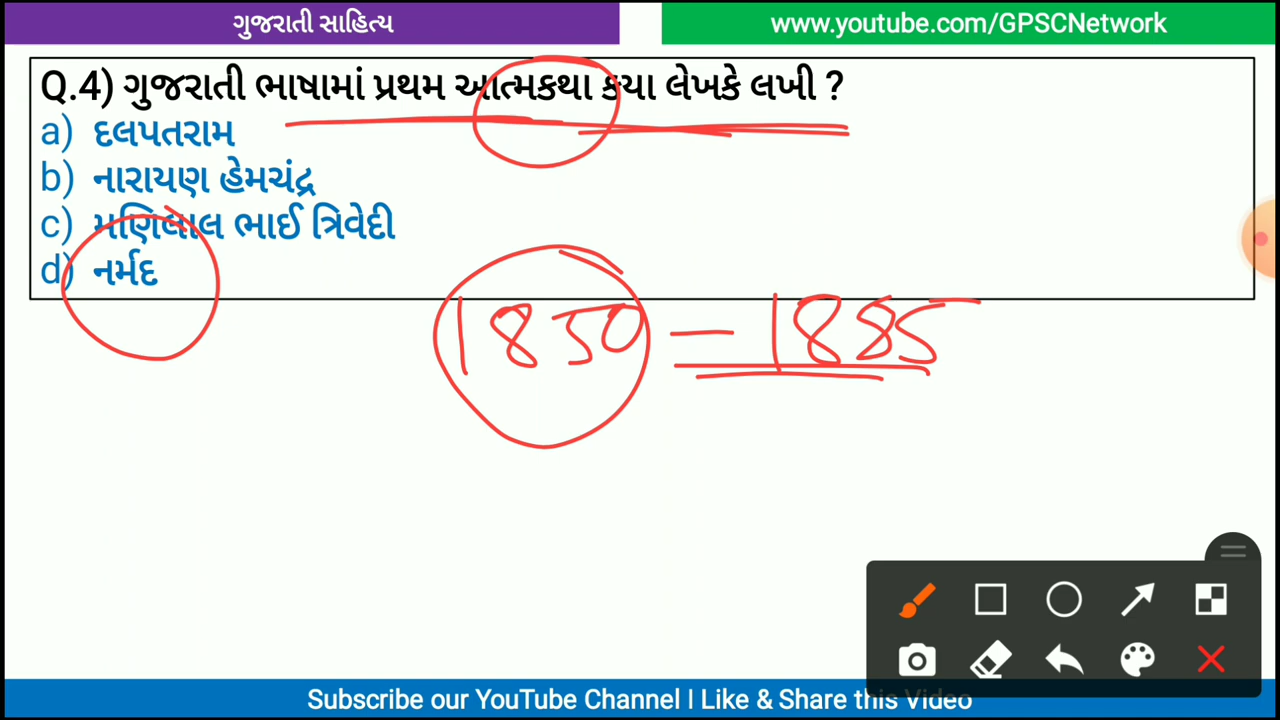 ગુજરાતી સાહિત્ય
www.youtube.com/GPSCNetwork
Q.4) ગુજરાતી ભાષામાં પ્રથમ આત્મકથા કયા લેખકે લખી ?
a) દલપતરામ
b) નારાયણ હેમચંદ્ર
c) મણિલાલ ભાઈ ત્રિવેદી
d) નર્મદ
1850 — 1885
Subscribe our YouTube Channel I Like & Share this Video